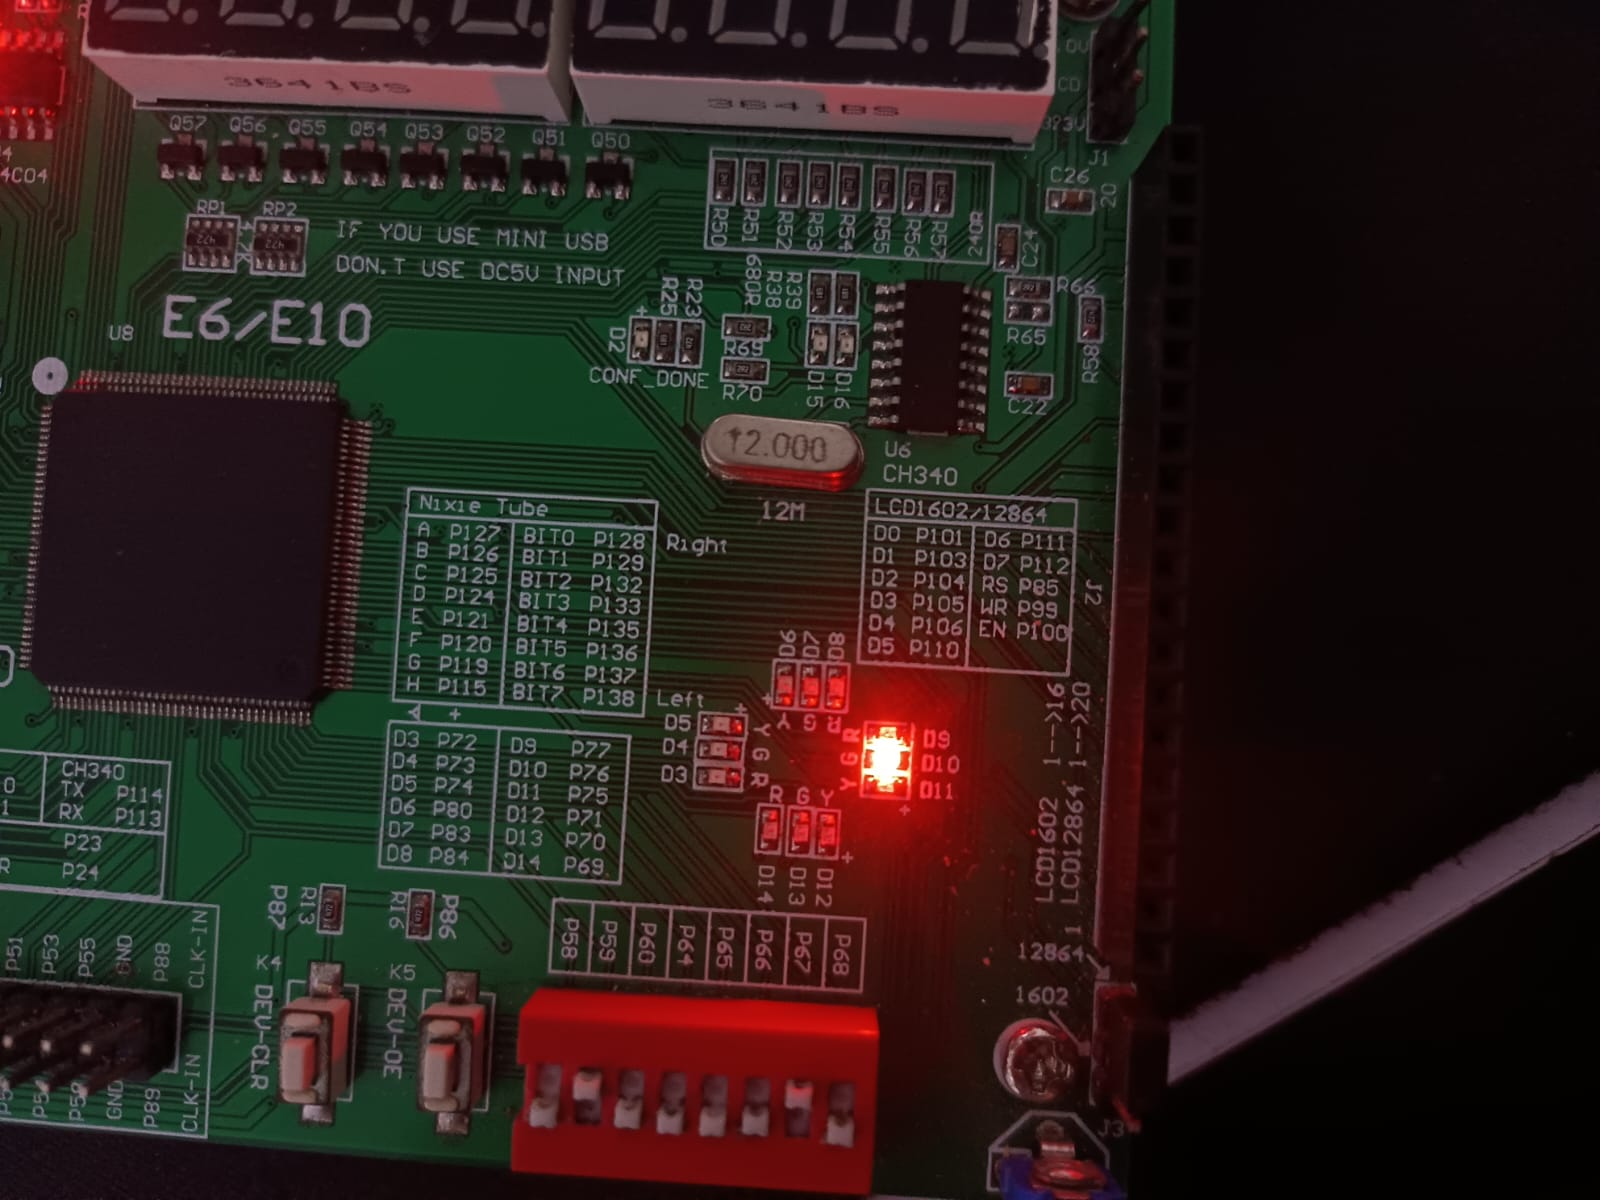 3641BS
3641BS
Q57 Q56 Q55 Q54 Q53 Q52 Q51 Q50
J1
4C04
C26
20
RP1 RP2
472 472
4.7K
IF YOU USE MINI USB
DON.T USE DC5V INPUT
R50 R51 R52 R53 R54 R55 R56 R57
240R
C24
E6/E10
U8
R25 R23
680R
R38 R39
D2
CONF_DONE
R69
R70
D15 D16
R66
R65
R58
C22
12.000
12M
U6
CH340
Nixie Tube
A P127 BIT0 P128 Right
B P126 BIT1 P129
C P125 BIT2 P132
D P124 BIT3 P133
E P121 BIT4 P135
F P120 BIT5 P136
G P119 BIT6 P137
H P115 BIT7 P138
Left
LCD1602/12864
D0 P101 D6 P111
D1 P103 D7 P112
D2 P104 RS P85
D3 P105 WR P99
D4 P106 EN P100
D5 P110
J2
D6 D7 D8
Y G R
D5 Y
D4 G
D3 R
R D9
G D10
Y D11
R G Y
D14 D13 D12
D3 P72 D9 P77
D4 P73 D10 P76
D5 P74 D11 P75
D6 P80 D12 P71
D7 P83 D13 P70
D8 P84 D14 P69
CH340
TX P114
RX P113
P23
P24
LCD1602 1-->16
LCD12864 1-->20
P87 R13
R16 P86
P58 P59 P60 P64 P65 P66 P67 P68
P51 P53 P55 GND P88 CLK-IN
GND P89 CLK-IN
K4 DEV-CLR
K5 DEV-OE
12864
1602
J3